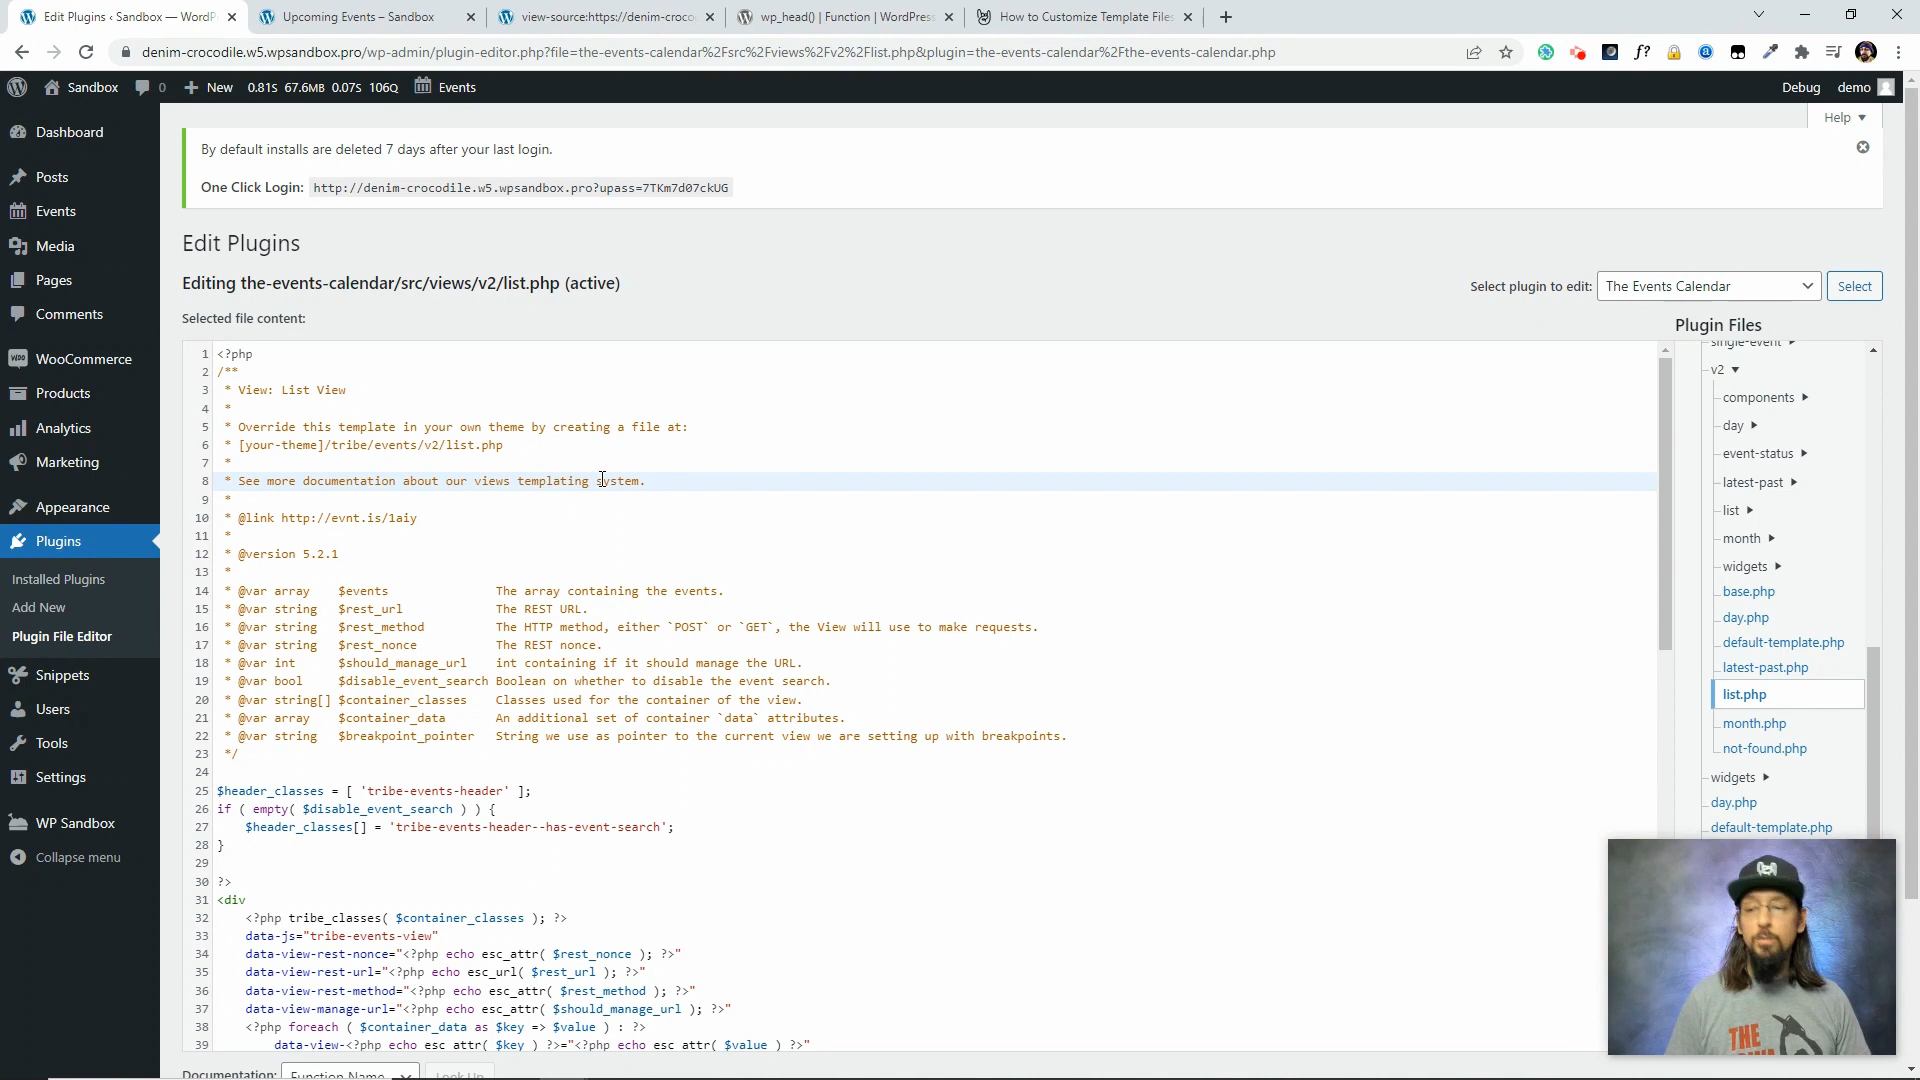 Edit Plugins ‹ Sandbox — WordP
Upcoming Events – Sandbox
view-source:https://denim-croco
wp_head() | Function | WordPress
How to Customize Template Files
denim-crocodile.w5.wpsandbox.pro/wp-admin/plugin-editor.php?file=the-events-calendar%2Fsrc%2Fviews%2Fv2%2Flist.php&plugin=the-events-calendar%2Fthe-events-calendar.php
Sandbox 0 New 0.81S 67.6MB 0.07S 106Q Events Debug demo
Help
By default installs are deleted 7 days after your last login.
One Click Login: http://denim-crocodile.w5.wpsandbox.pro?upass=7TKm7d07ckUG
Dashboard
Posts
Events
Media
Pages
Comments
WooCommerce
Products
Analytics
Marketing
Appearance
Plugins
Installed Plugins
Add New
Plugin File Editor
Snippets
Users
Tools
Settings
WP Sandbox
Collapse menu
Edit Plugins
Editing the-events-calendar/src/views/v2/list.php (active)
Select plugin to edit: The Events Calendar Select
Selected file content:
1 <?php
2 /**
3 * View: List View
4 *
5 * Override this template in your own theme by creating a file at:
6 * [your-theme]/tribe/events/v2/list.php
7 *
8 * See more documentation about our views templating system.
9 *
10 * @link http://evnt.is/1aiy
11 *
12 * @version 5.2.1
13 *
14 * @var array $events The array containing the events.
15 * @var string $rest_url The REST URL.
16 * @var string $rest_method The HTTP method, either `POST` or `GET`, the View will use to make requests.
17 * @var string $rest_nonce The REST nonce.
18 * @var int $should_manage_url int containing if it should manage the URL.
19 * @var bool $disable_event_search Boolean on whether to disable the event search.
20 * @var string[] $container_classes Classes used for the container of the view.
21 * @var array $container_data An additional set of container `data` attributes.
22 * @var string $breakpoint_pointer String we use as pointer to the current view we are setting up with breakpoints.
23 */
24
25 $header_classes = [ 'tribe-events-header' ];
26 if ( empty( $disable_event_search ) ) {
27 $header_classes[] = 'tribe-events-header--has-event-search';
28 }
29
30 ?>
31 <div
32 <?php tribe_classes( $container_classes ); ?>
33 data-js="tribe-events-view"
34 data-view-rest-nonce="<?php echo esc_attr( $rest_nonce ); ?>"
35 data-view-rest-url="<?php echo esc_url( $rest_url ); ?>"
36 data-view-rest-method="<?php echo esc_attr( $rest_method ); ?>"
37 data-view-manage-url="<?php echo esc_attr( $should_manage_url ); ?>"
38 <?php foreach ( $container_data as $key => $value ) : ?>
39 data-view-<?php echo esc_attr( $key ) ?>="<?php echo esc_attr( $value ) ?>"
Documentation: Function Name Look Up
Plugin Files
single-event
v2
components
day
event-status
latest-past
list
month
widgets
base.php
day.php
default-template.php
latest-past.php
list.php
month.php
not-found.php
widgets
day.php
default-template.php
THE